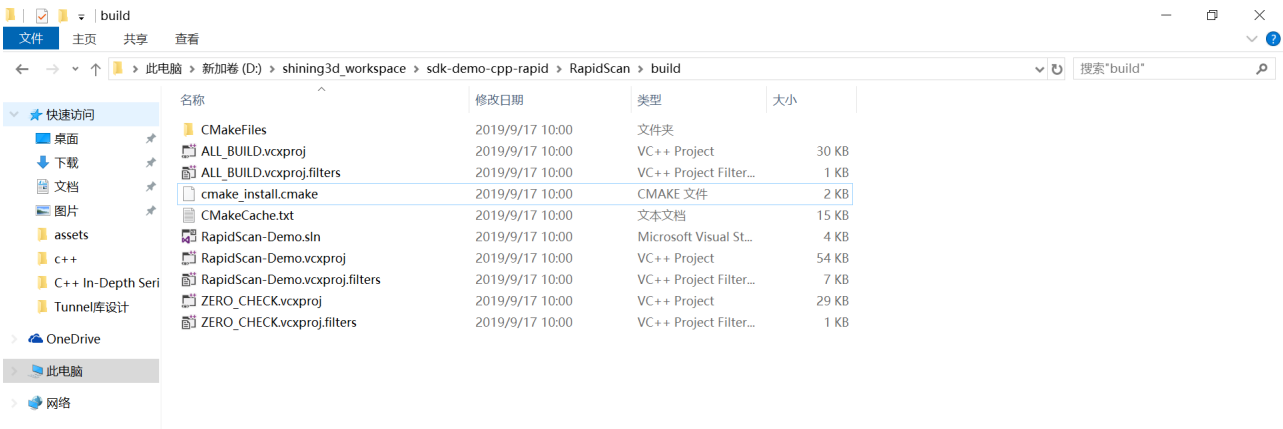 build
文件 主页 共享 查看
此电脑 新加卷 (D:) shining3d_workspace sdk-demo-cpp-rapid RapidScan build 搜索"build"
名称 修改日期 类型 大小
快速访问
桌面
下载
文档
图片
assets
c++
C++ In-Depth Seri
Tunnel库设计
OneDrive
此电脑
网络
CMakeFiles 2019/9/17 10:00 文件夹
ALL_BUILD.vcxproj 2019/9/17 10:00 VC++ Project 30 KB
ALL_BUILD.vcxproj.filters 2019/9/17 10:00 VC++ Project Filter... 1 KB
cmake_install.cmake 2019/9/17 10:00 CMAKE 文件 2 KB
CMakeCache.txt 2019/9/17 10:00 文本文档 15 KB
RapidScan-Demo.sln 2019/9/17 10:00 Microsoft Visual St... 4 KB
RapidScan-Demo.vcxproj 2019/9/17 10:00 VC++ Project 54 KB
RapidScan-Demo.vcxproj.filters 2019/9/17 10:00 VC++ Project Filter... 7 KB
ZERO_CHECK.vcxproj 2019/9/17 10:00 VC++ Project 29 KB
ZERO_CHECK.vcxproj.filters 2019/9/17 10:00 VC++ Project Filter... 1 KB